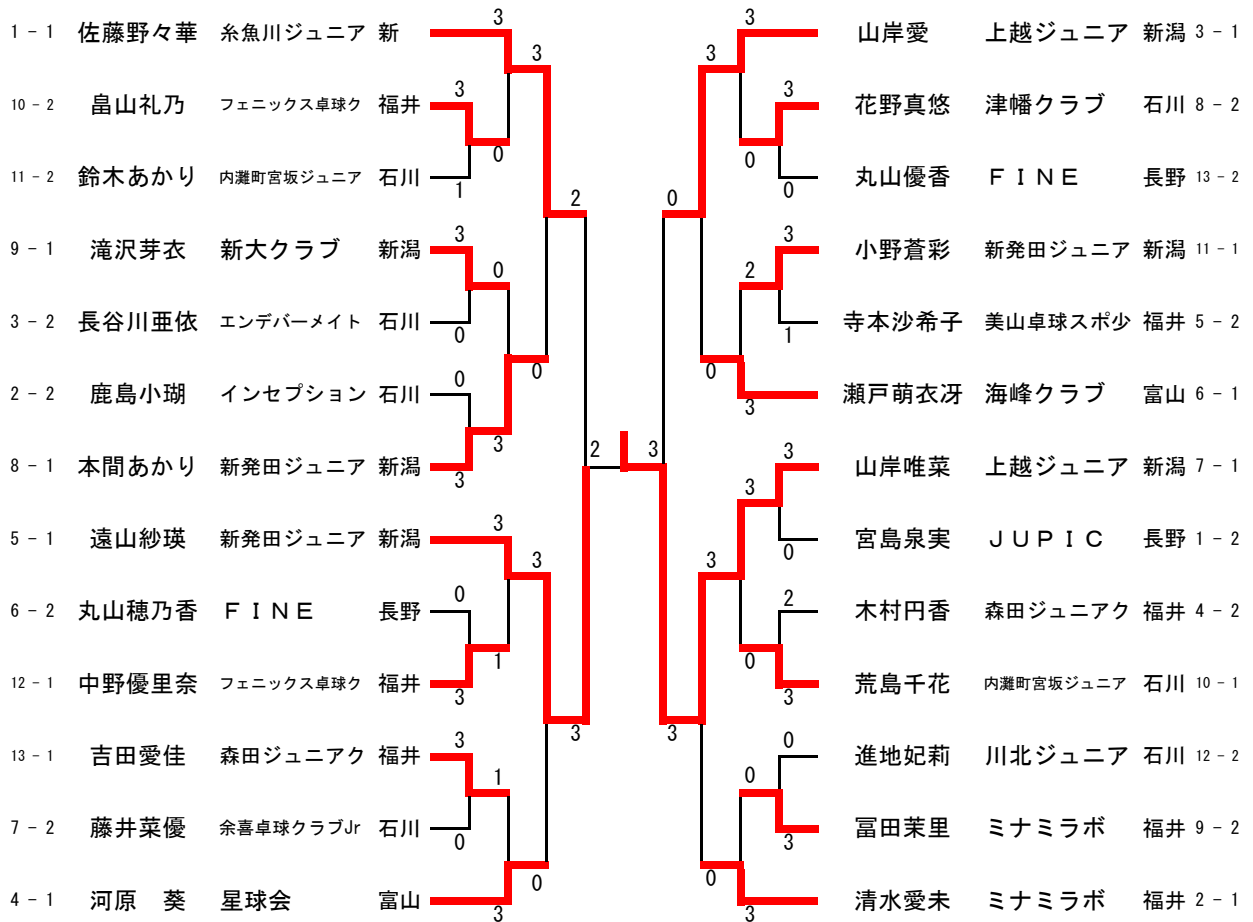 1 - 1 佐藤野々華 糸魚川ジュニア 新
10 - 2 畠山礼乃 フェニックス卓球ク 福井
11 - 2 鈴木あかり 内灘町宮坂ジュニア 石川
9 - 1 滝沢芽衣 新大クラブ 新潟
3 - 2 長谷川亜依 エンデバーメイト 石川
2 - 2 鹿島小瑚 インセプション 石川
8 - 1 本間あかり 新発田ジュニア 新潟
5 - 1 遠山紗瑛 新発田ジュニア 新潟
6 - 2 丸山穂乃香 ＦＩＮＥ 長野
12 - 1 中野優里奈 フェニックス卓球ク 福井
13 - 1 吉田愛佳 森田ジュニアク 福井
7 - 2 藤井菜優 余喜卓球クラブJr 石川
4 - 1 河原　葵 星球会 富山
3
3
3
0
1
2
3
0
0
0
0
3
3
2
3
3
0
1
3
3
3
1
0
0
3
山岸愛 上越ジュニア 新潟 3 - 1
花野真悠 津幡クラブ 石川 8 - 2
丸山優香 ＦＩＮＥ 長野 13 - 2
小野蒼彩 新発田ジュニア 新潟 11 - 1
寺本沙希子 美山卓球スポ少 福井 5 - 2
瀬戸萌衣冴 海峰クラブ 富山 6 - 1
山岸唯菜 上越ジュニア 新潟 7 - 1
宮島泉実 ＪＵＰＩＣ 長野 1 - 2
木村円香 森田ジュニアク 福井 4 - 2
荒島千花 内灘町宮坂ジュニア 石川 10 - 1
進地妃莉 川北ジュニア 石川 12 - 2
冨田茉里 ミナミラボ 福井 9 - 2
清水愛未 ミナミラボ 福井 2 - 1
3
3
3
0
0
0
3
2
1
0
3
3
3
3
0
3
2
0
3
3
0
0
3
0
3